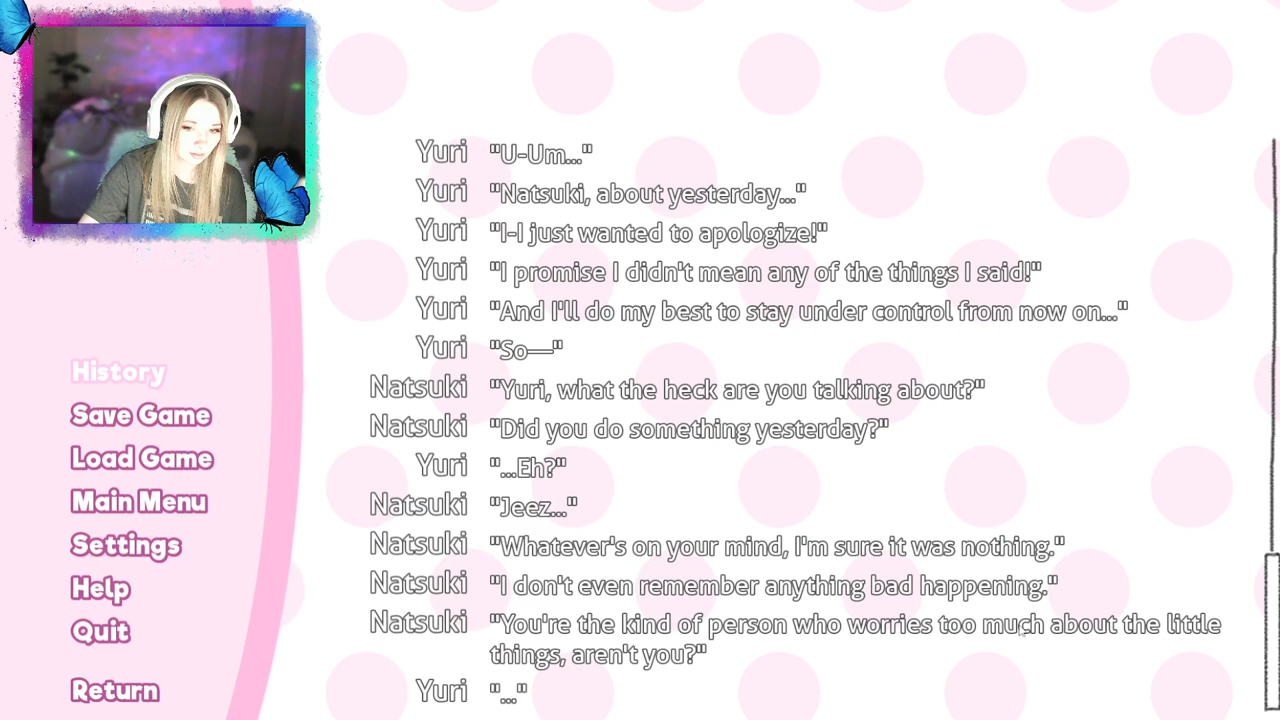 Yuri "U-Um..."
Yuri "Natsuki, about yesterday..."
Yuri "I-I just wanted to apologize!"
Yuri "I promise I didn't mean any of the things I said!"
Yuri "And I'll do my best to stay under control from now on..."
Yuri "So—"
Natsuki "Yuri, what the heck are you talking about?"
Natsuki "Did you do something yesterday?"
Yuri "...Eh?"
Natsuki "Jeez..."
Natsuki "Whatever's on your mind, I'm sure it was nothing."
Natsuki "I don't even remember anything bad happening."
Natsuki "You're the kind of person who worries too much about the little
things, aren't you?"
Yuri "..."
History
Save Game
Load Game
Main Menu
Settings
Help
Quit
Return